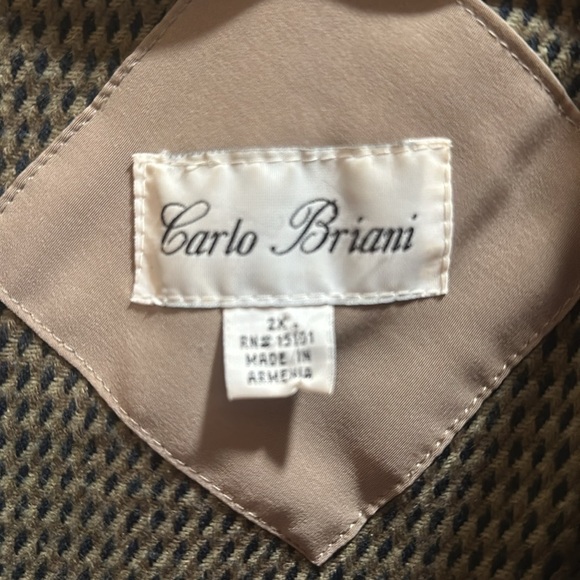 Carlo Briani
2X
RN# 15101
MADE IN
ARMENIA